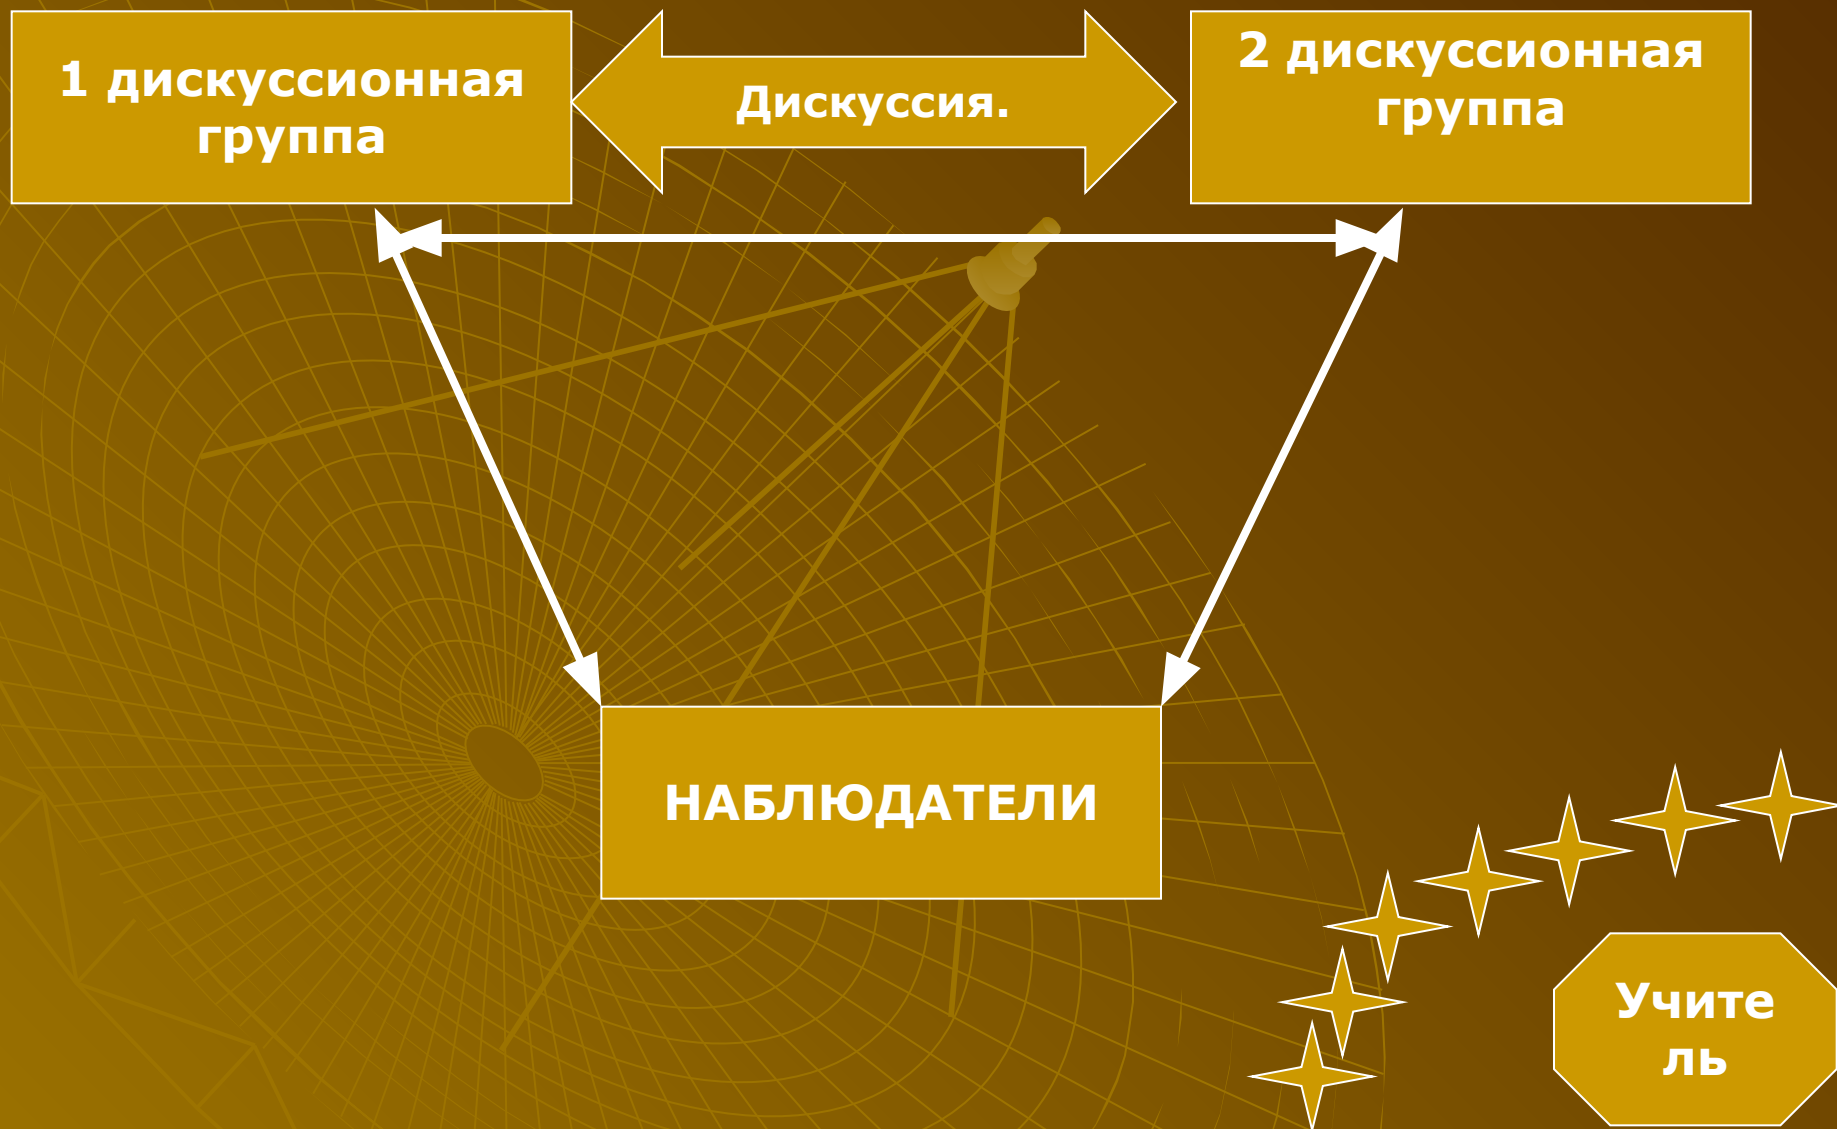 1 дискуссионная
группа
Дискуссия.
2 дискуссионная
группа
НАБЛЮДАТЕЛИ
Учите
ль